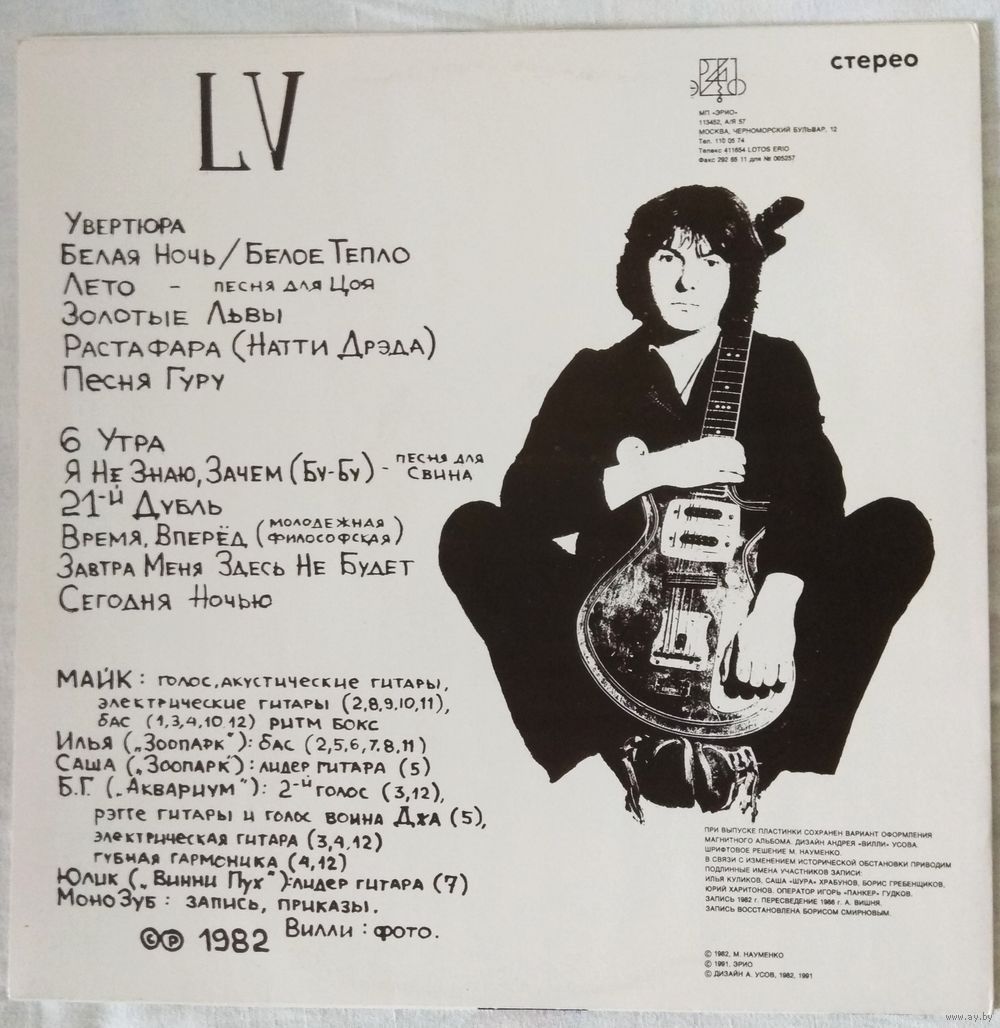 LV
стерео
МП «ЭРИО»
113452, А/Я 57
МОСКВА, ЧЕРНОМОРСКИЙ БУЛЬВАР, 12
Тел. 110 05 74
Телекс 411654 LOTOS ERIO
Факс 292 65 11 для № 005257
Увертюра
Белая Ночь/Белое Тепло
Лето - песня для Цоя
Золотые Львы
Растафара (Натти Дрэда)
Песня Гуру
6 Утра
Я Не Знаю, Зачем (Бу-Бу) - песня для Свина
21-й Дубль
Время, Вперёд (молодежная философская)
Завтра Меня Здесь Не Будет
Сегодня Ночью
МАЙК: голос, акустические гитары,
электрические гитары (2,8,9,10,11),
бас (1,3,4,10,12) ритм бокс
Илья („Зоопарк"): бас (2,5,6,7,8,11)
Саша („Зоопарк): лидер гитара (5)
Б.Г. („Аквариум"): 2-й голос (3,12),
рэгге гитары и голос воина Джа (5),
электрическая гитара (3,4,12)
губная гармоника (4,12)
Юлик („Винни Пух"): лидер гитара (7)
МоноЗуб: запись, приказы.
Вилли: фото.
©℗ 1982
ПРИ ВЫПУСКЕ ПЛАСТИНКИ СОХРАНЕН ВАРИАНТ ОФОРМЛЕНИЯ
МАГНИТНОГО АЛЬБОМА. ДИЗАЙН АНДРЕЯ «ВИЛЛИ» УСОВА.
ШРИФТОВОЕ РЕШЕНИЕ М. НАУМЕНКО.
В СВЯЗИ С ИЗМЕНЕНИЕМ ИСТОРИЧЕСКОЙ ОБСТАНОВКИ ПРИВОДИМ
ПОДЛИННЫЕ ИМЕНА УЧАСТНИКОВ ЗАПИСИ:
ИЛЬЯ КУЛИКОВ, САША «ШУРА» ХРАБУНОВ, БОРИС ГРЕБЕНЩИКОВ,
ЮРИЙ ХАРИТОНОВ, ОПЕРАТОР ИГОРЬ «ПАНКЕР» ГУДКОВ.
ЗАПИСЬ 1982 г. ПЕРЕСВЕДЕНИЕ 1986 г. А. ВИШНЯ.
ЗАПИСЬ ВОССТАНОВЛЕНА БОРИСОМ СМИРНОВЫМ.
© 1982, М. НАУМЕНКО
© 1991, ЭРИО
© ДИЗАЙН А. УСОВ, 1982, 1991
www.ay.by